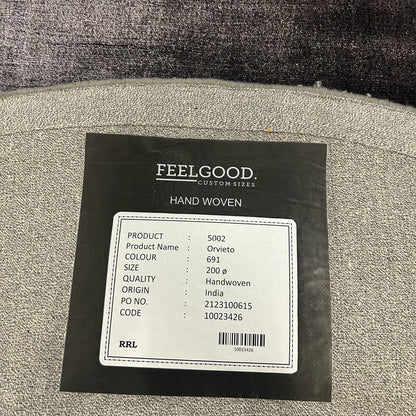 FEELGOOD.
CUSTOM SIZES
HAND WOVEN
PRODUCT : 5002
Product Name : Orvieto
COLOUR : 691
SIZE : 200 ø
QUALITY : Handwoven
ORIGIN : India
PO NO. : 2123100615
CODE : 10023426
RRL
10023426